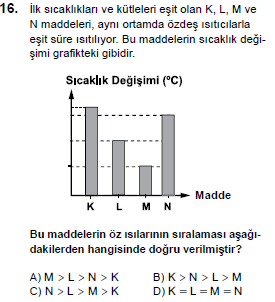 16. İlk sıcaklıkları ve kütleleri eşit olan K, L, M ve
N maddeleri, aynı ortamda özdeş ısıtıcılarla
eşit süre ısıtılıyor. Bu maddelerin sıcaklık deği-
şimi grafikteki gibidir.
Sıcaklık Değişimi (ºC)
Madde
K L M N
Bu maddelerin öz ısılarının sıralaması aşağı-
dakilerden hangisinde doğru verilmiştir?
A) M > L > N > K B) K > N > L > M
C) N > L > M > K D) K = L = M = N